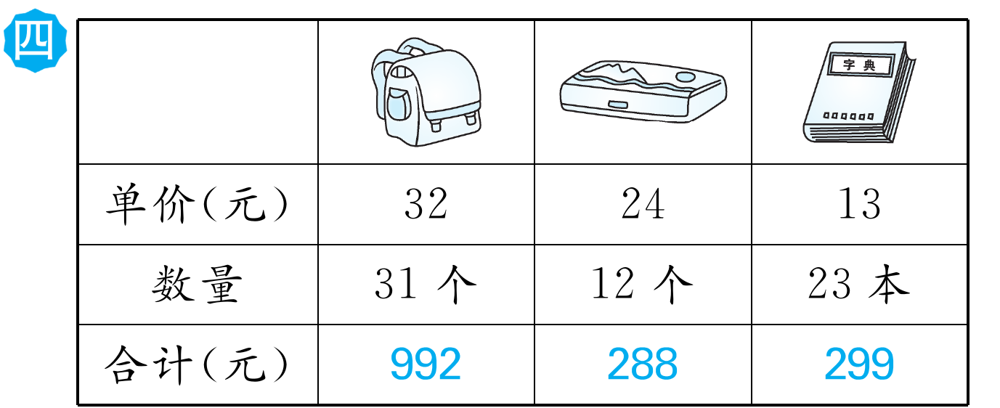 四
字典
单价(元) 32 24 13
数量 31 个 12 个 23 本
合计(元) 992 288 299